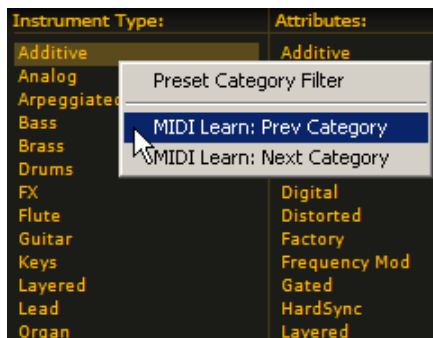 Instrument Type:
Attributes:
Additive
Analog
Arpeggiated
Bass
Brass
Drums
FX
Flute
Guitar
Keys
Layered
Lead
Organ
Additive
Digital
Distorted
Factory
Frequency Mod
Gated
HardSync
Layered
Preset Category Filter
MIDI Learn: Prev Category
MIDI Learn: Next Category